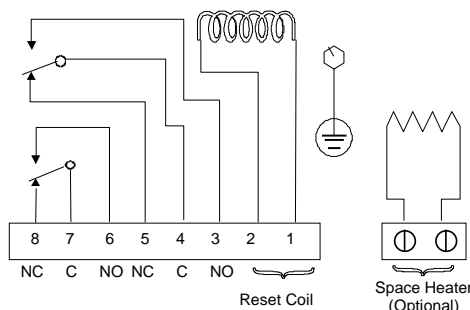 8 7 6 5 4 3 2 1
NC C NO NC C NO
Reset Coil
Space Heater
(Optional)